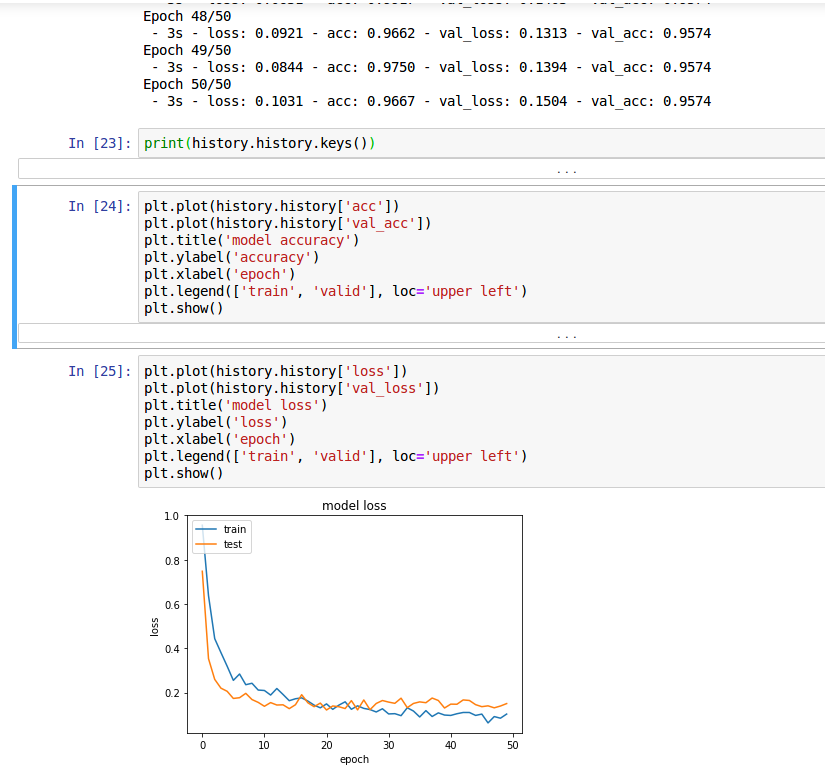 Epoch 48/50
- 3s - loss: 0.0921 - acc: 0.9662 - val_loss: 0.1313 - val_acc: 0.9574
Epoch 49/50
- 3s - loss: 0.0844 - acc: 0.9750 - val_loss: 0.1394 - val_acc: 0.9574
Epoch 50/50
- 3s - loss: 0.1031 - acc: 0.9667 - val_loss: 0.1504 - val_acc: 0.9574
In [23]: print(history.history.keys())
...
In [24]: plt.plot(history.history['acc'])
plt.plot(history.history['val_acc'])
plt.title('model accuracy')
plt.ylabel('accuracy')
plt.xlabel('epoch')
plt.legend(['train', 'valid'], loc='upper left')
plt.show()
...
In [25]: plt.plot(history.history['loss'])
plt.plot(history.history['val_loss'])
plt.title('model loss')
plt.ylabel('loss')
plt.xlabel('epoch')
plt.legend(['train', 'valid'], loc='upper left')
plt.show()
model loss
1.0
train
test
0.8
0.6
loss
0.4
0.2
0 10 20 30 40 50
epoch